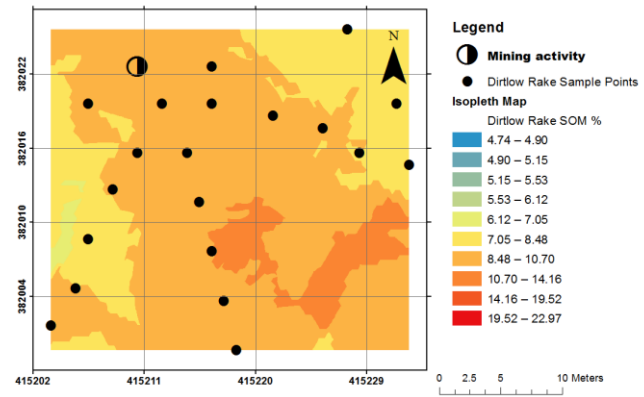 382022
382016
382010
382004
415202
415211
415220
415229
N
Legend
Mining activity
Dirtlow Rake Sample Points
Isopleth Map
Dirtlow Rake SOM %
4.74 – 4.90
4.90 – 5.15
5.15 – 5.53
5.53 – 6.12
6.12 – 7.05
7.05 – 8.48
8.48 – 10.70
10.70 – 14.16
14.16 – 19.52
19.52 – 22.97
0 2.5 5 10 Meters